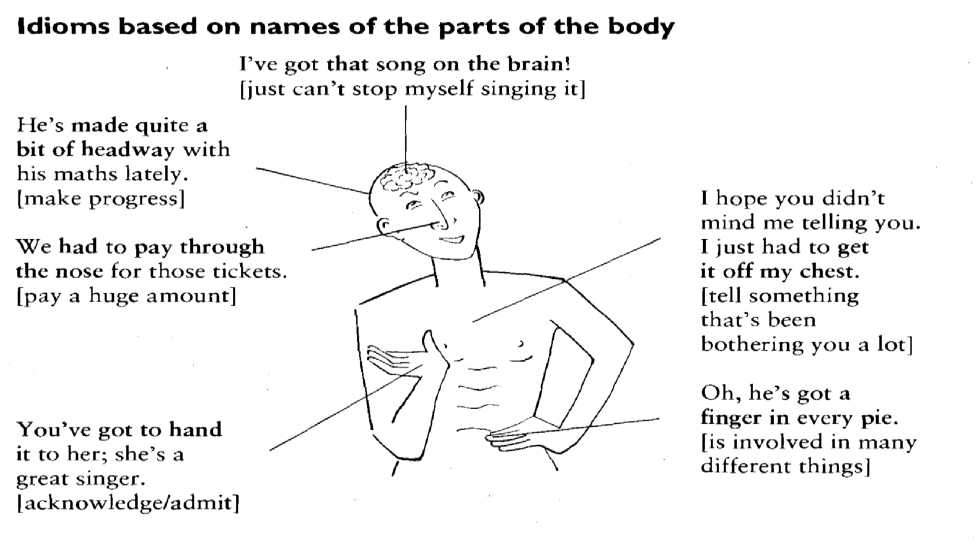 Idioms based on names of the parts of the body
I've got that song on the brain!
[just can't stop myself singing it]
He's made quite a
bit of headway with
his maths lately.
[make progress]
We had to pay through
the nose for those tickets.
[pay a huge amount]
You've got to hand
it to her; she's a
great singer.
[acknowledge/admit]
I hope you didn't
mind me telling you.
I just had to get
it off my chest.
[tell something
that's been
bothering you a lot]
Oh, he's got a
finger in every pie.
[is involved in many
different things]